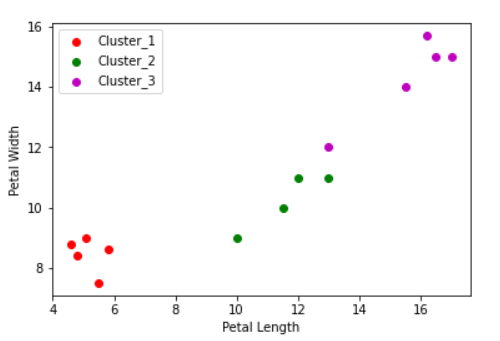 Cluster_1
Cluster_2
Cluster_3
16
14
12
10
8
Petal Width
4
6
8
10
12
14
16
Petal Length